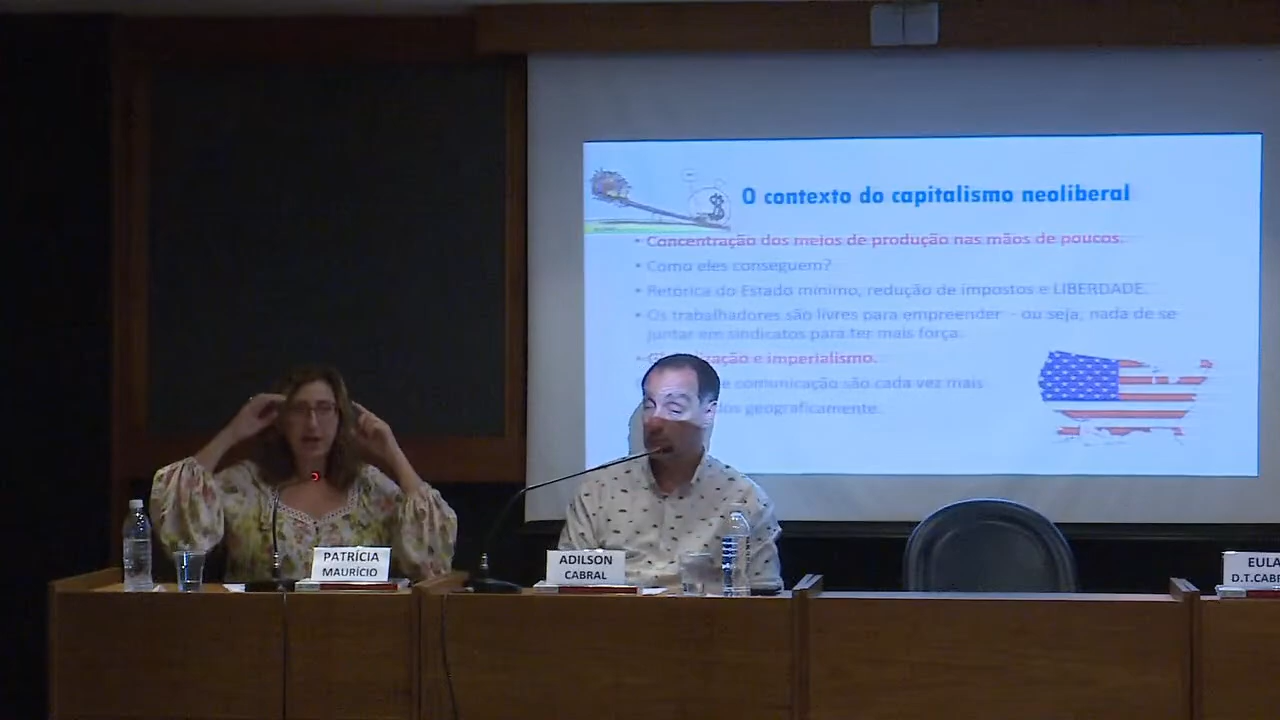 O contexto do capitalismo neoliberal
• Concentração dos meios de produção nas mãos de poucos.
• Como eles conseguem?
• Retórica do Estado mínimo, redução de impostos e LIBERDADE.
• Os trabalhadores são livres para empreender - ou seja, nada de se
juntar em sindicatos para ter mais força.
e imperialismo.
e comunicação são cada vez mais
geograficamente.
$
PATRÍCIA
MAURÍCIO
ADILSON
CABRAL
EULA
D.T.CABR